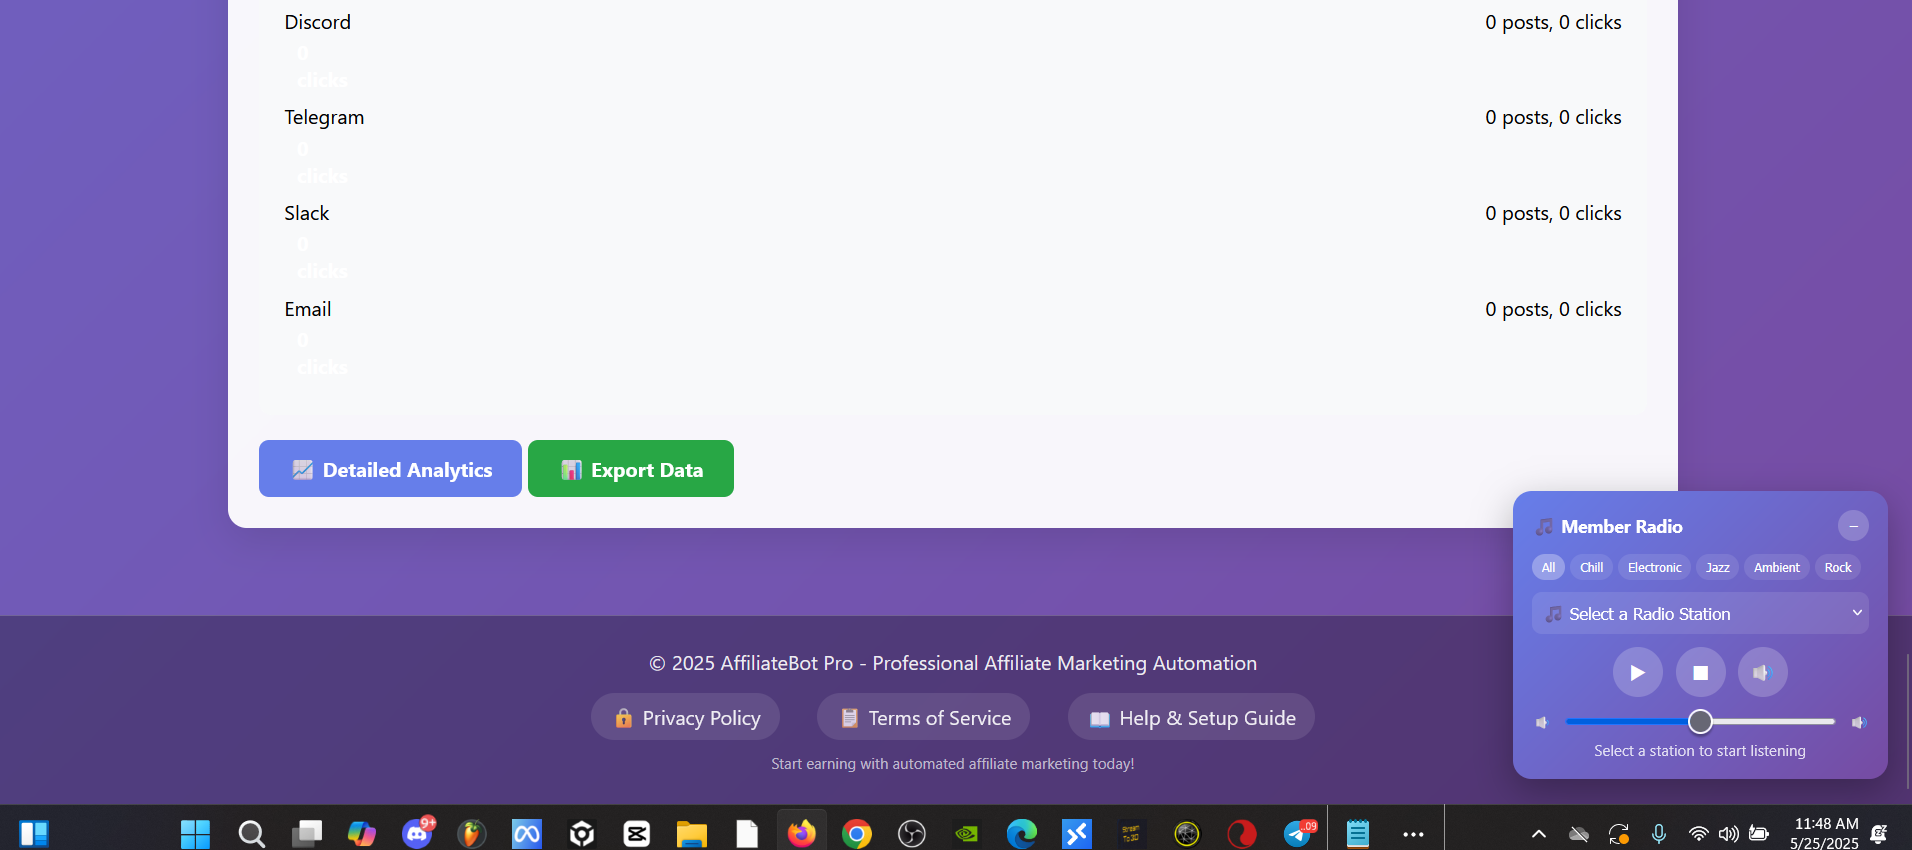 Discord 0 posts, 0 clicks
0
clicks
Telegram 0 posts, 0 clicks
0
clicks
Slack 0 posts, 0 clicks
0
clicks
Email 0 posts, 0 clicks
0
clicks
Detailed Analytics
Export Data
Member Radio
−
All Chill Electronic Jazz Ambient Rock
Select a Radio Station
Select a station to start listening
© 2025 AffiliateBot Pro - Professional Affiliate Marketing Automation
Privacy Policy Terms of Service Help & Setup Guide
Start earning with automated affiliate marketing today!
9+
.09
11:48 AM
5/25/2025